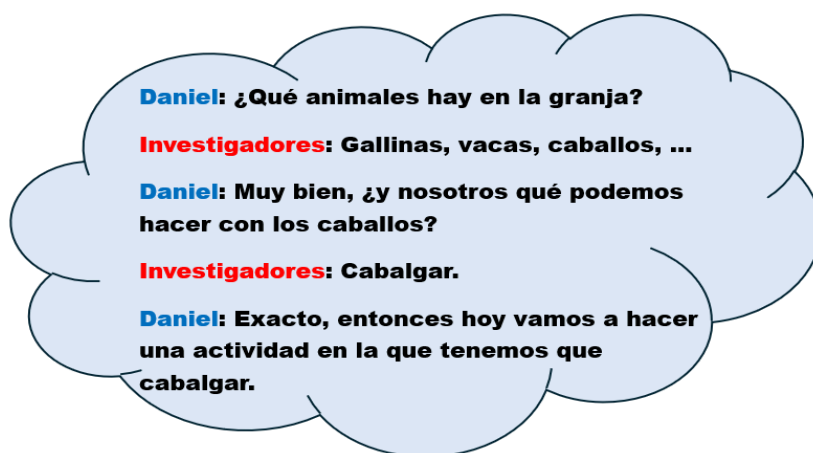 Daniel: ¿Qué animales hay en la granja?
Investigadores: Gallinas, vacas, caballos, ...
Daniel: Muy bien, ¿y nosotros qué podemos
hacer con los caballos?
Investigadores: Cabalgar.
Daniel: Exacto, entonces hoy vamos a hacer
una actividad en la que tenemos que
cabalgar.